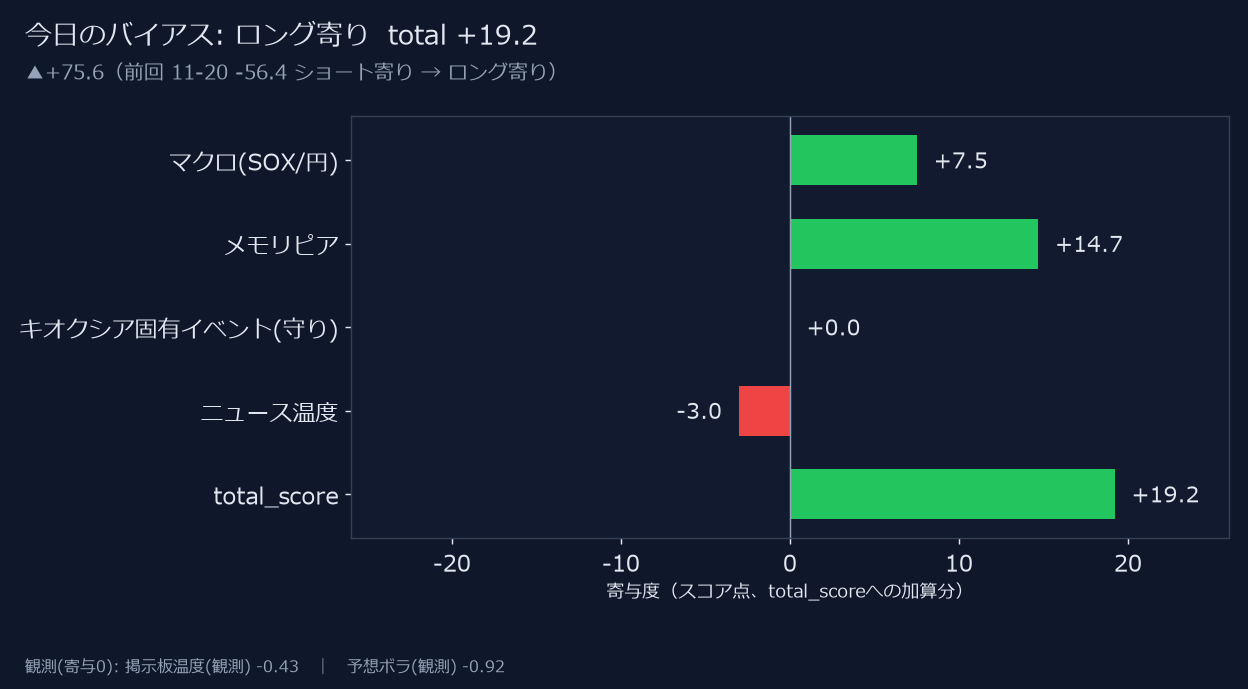 今日のバイアス: ロング寄り  total +19.2
▲+75.6（前回 11-20 -56.4 ショート寄り → ロング寄り）
マクロ(SOX/円)
+7.5
メモリピア
+14.7
キオクシア固有イベント(守り)
+0.0
ニュース温度
-3.0
total_score
+19.2
-20
-10
0
10
20
寄与度（スコア点、total_scoreへの加算分）
観測(寄与0): 掲示板温度(観測) -0.43　|　予想ボラ(観測) -0.92